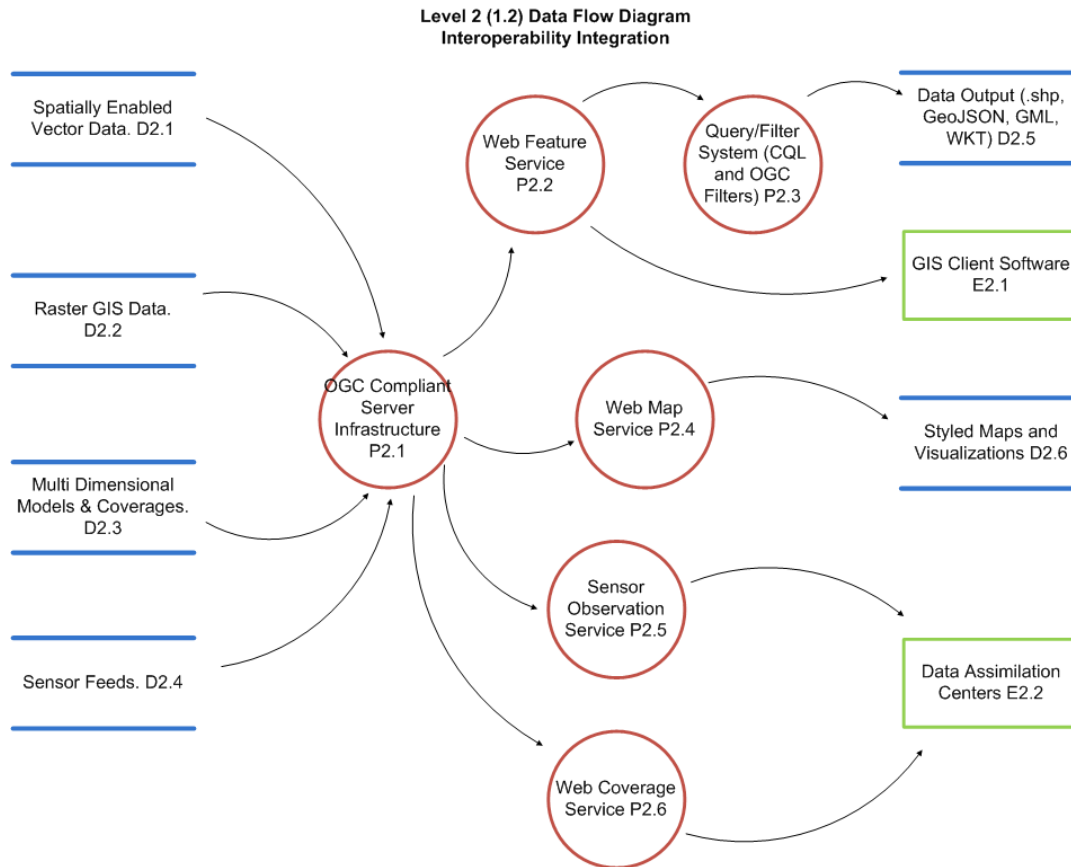 Level 2 (1.2) Data Flow Diagram
Interoperability Integration
Spatially Enabled
Vector Data. D2.1
Raster GIS Data.
D2.2
Multi Dimensional
Models & Coverages.
D2.3
Sensor Feeds. D2.4
OGC Compliant
Server
Infrastructure
P2.1
Web Feature
Service
P2.2
Query/Filter
System (CQL
and OGC
Filters) P2.3
Data Output (.shp,
GeoJSON, GML,
WKT) D2.5
GIS Client Software
E2.1
Web Map
Service P2.4
Styled Maps and
Visualizations D2.6
Sensor
Observation
Service P2.5
Data Assimilation
Centers E2.2
Web Coverage
Service P2.6